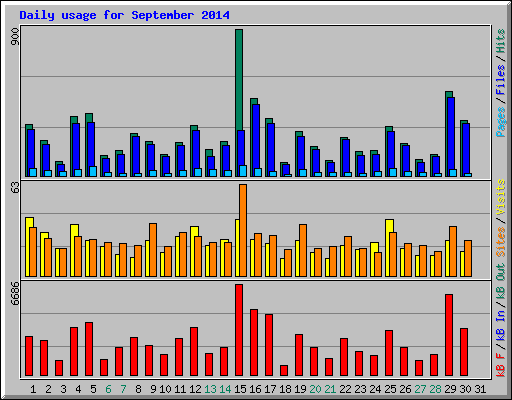 Daily usage for September 2014
900
Pages / Files / Hits
63
Sites / Visits
6686
kB F / kB In / kB Out
1 2 3 4 5 6 7 8 9 10 11 12 13 14 15 16 17 18 19 20 21 22 23 24 25 26 27 28 29 30 31